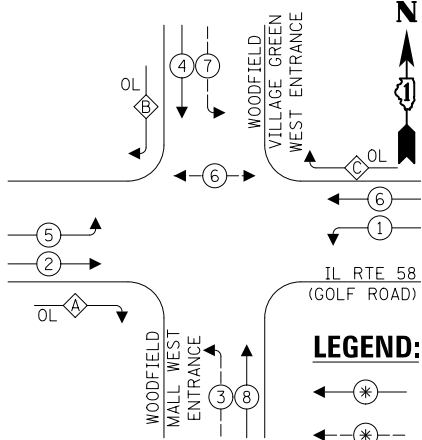 N
1
4
7
OL
B
WOODFIELD
VILLAGE GREEN
WEST ENTRANCE
OL
C
6
6
1
5
2
IL RTE 58
(GOLF ROAD)
A
OL
WOODFIELD
MALL WEST
ENTRANCE
3
8
LEGEND:
*
*